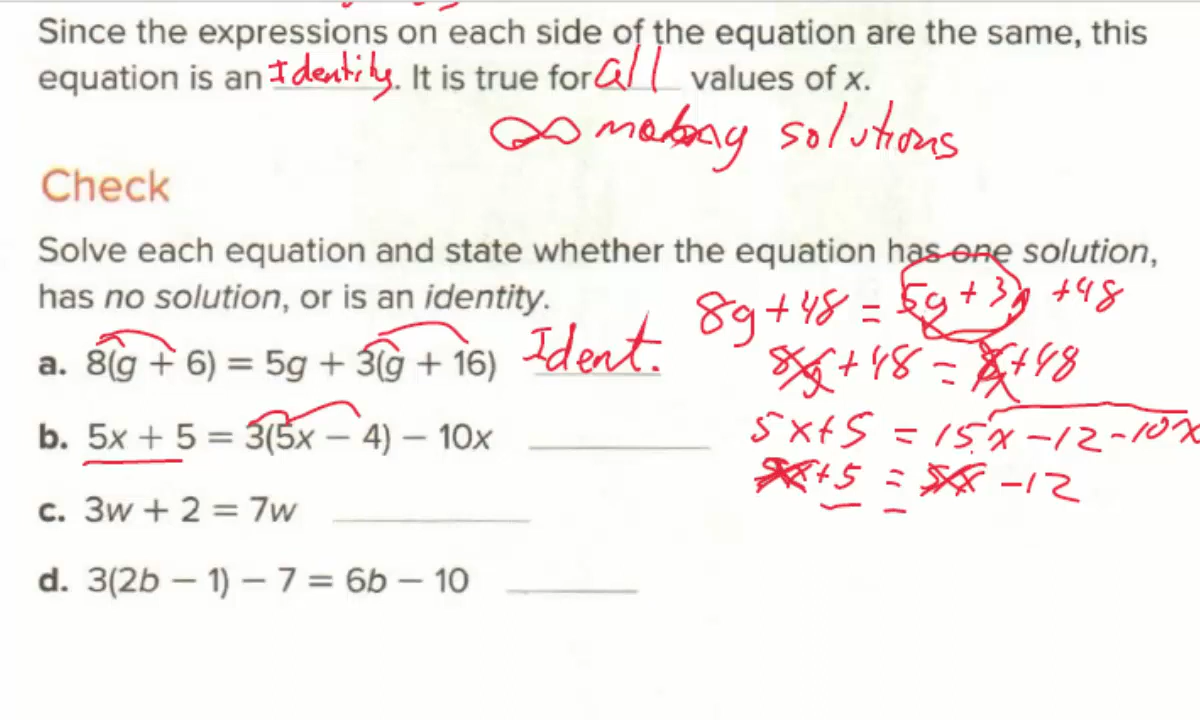 Since the expressions on each side of the equation are the same, this
equation is an Identity. It is true for all values of x.
∞ solutions
Check
Solve each equation and state whether the equation has one solution,
has no solution, or is an identity.
8g + 48 = 5g + 3g + 48
a. 8(g + 6) = 5g + 3(g + 16) Ident.
8g + 48 = 8g + 48
b. 5x + 5 = 3(5x − 4) − 10x
5x + 5 = 15x − 12 − 10x
5x + 5 = 5x − 12
c. 3w + 2 = 7w
d. 3(2b − 1) − 7 = 6b − 10